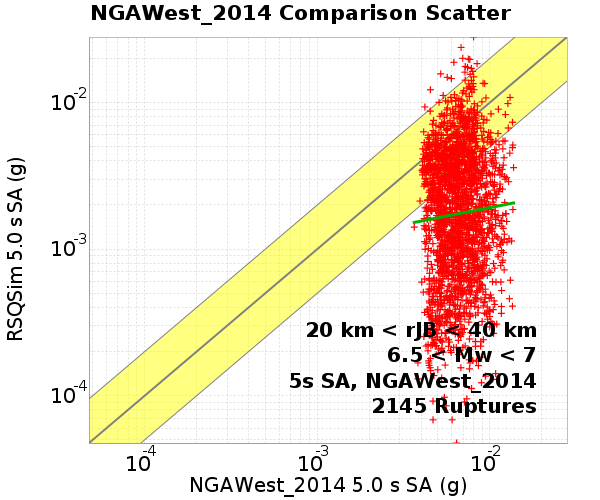 NGAWest_2014 Comparison Scatter
RSQSim 5.0 s SA (g)
10-2
10-3
10-4
20 km < rJB < 40 km
6.5 < Mw < 7
5s SA, NGAWest_2014
2145 Ruptures
10-4 10-3 10-2
NGAWest_2014 5.0 s SA (g)